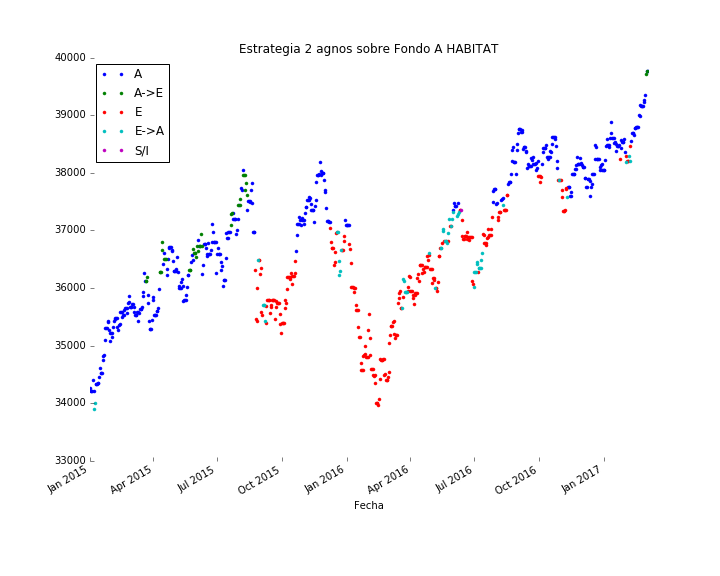 Estrategia 2 agnos sobre Fondo A HABITAT
40000
39000
38000
37000
36000
35000
34000
33000
A
A->E
E
E->A
S/I
Jan 2015
Apr 2015
Jul 2015
Oct 2015
Jan 2016
Apr 2016
Jul 2016
Oct 2016
Jan 2017
Fecha